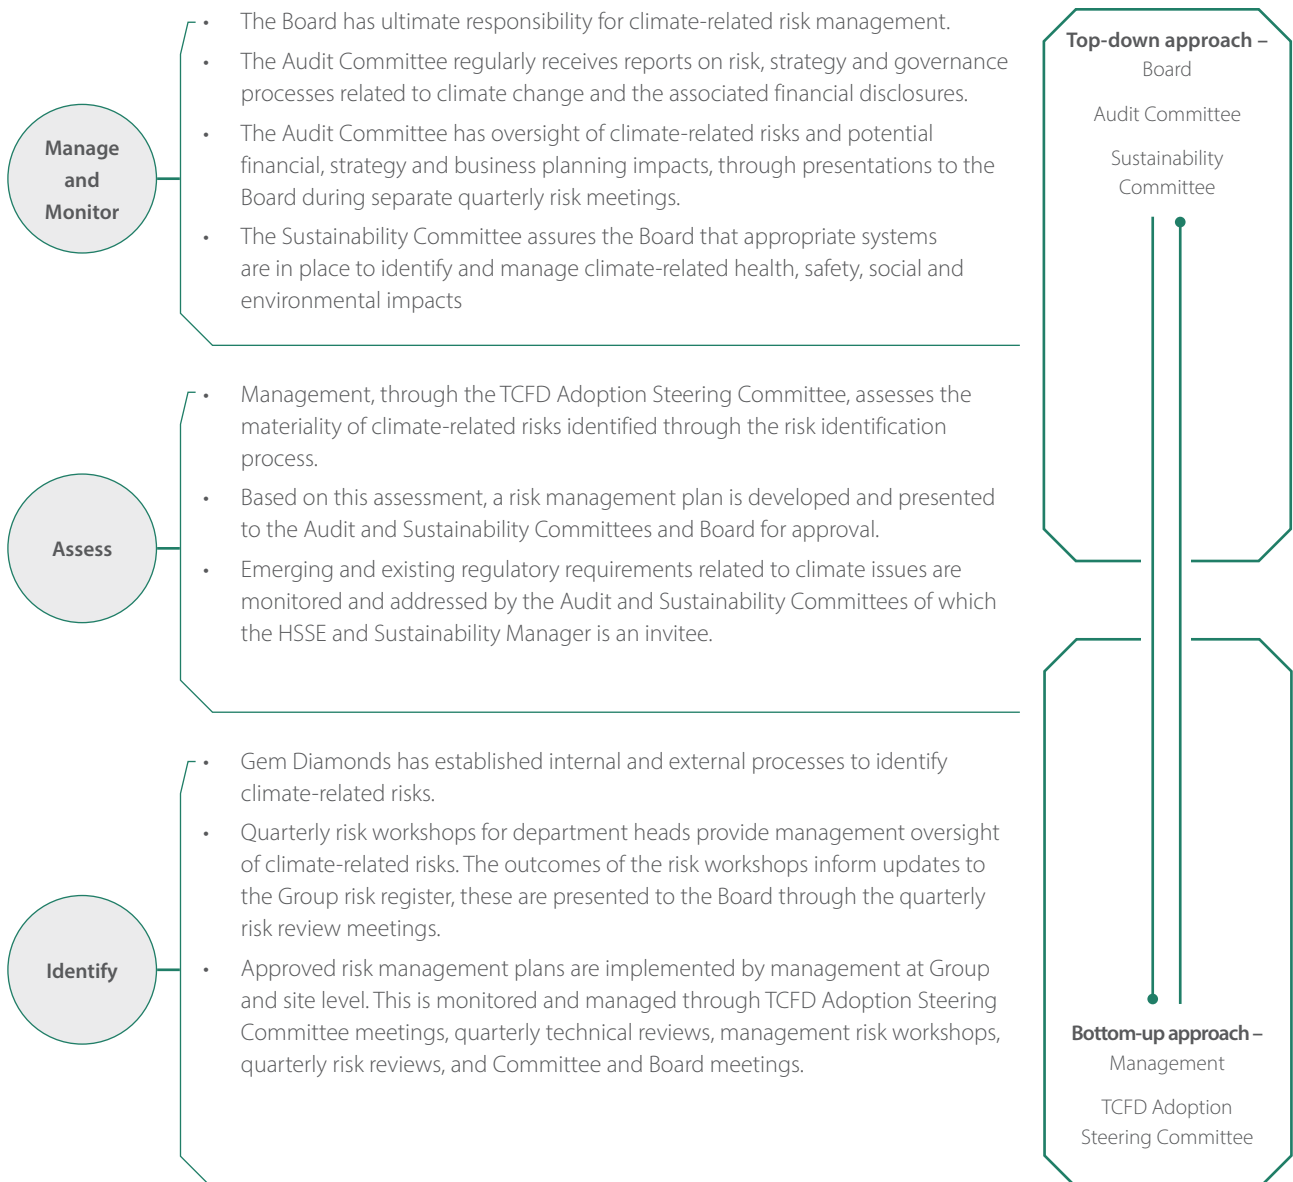 Manage
and
Monitor
• The Board has ultimate responsibility for climate-related risk management.
• The Audit Committee regularly receives reports on risk, strategy and governance
processes related to climate change and the associated financial disclosures.
• The Audit Committee has oversight of climate-related risks and potential
financial, strategy and business planning impacts, through presentations to the
Board during separate quarterly risk meetings.
• The Sustainability Committee assures the Board that appropriate systems
are in place to identify and manage climate-related health, safety, social and
environmental impacts
Assess
• Management, through the TCFD Adoption Steering Committee, assesses the
materiality of climate-related risks identified through the risk identification
process.
• Based on this assessment, a risk management plan is developed and presented
to the Audit and Sustainability Committees and Board for approval.
• Emerging and existing regulatory requirements related to climate issues are
monitored and addressed by the Audit and Sustainability Committees of which
the HSSE and Sustainability Manager is an invitee.
Identify
• Gem Diamonds has established internal and external processes to identify
climate-related risks.
• Quarterly risk workshops for department heads provide management oversight
of climate-related risks. The outcomes of the risk workshops inform updates to
the Group risk register, these are presented to the Board through the quarterly
risk review meetings.
• Approved risk management plans are implemented by management at Group
and site level. This is monitored and managed through TCFD Adoption Steering
Committee meetings, quarterly technical reviews, management risk workshops,
quarterly risk reviews, and Committee and Board meetings.
Top-down approach –
Board
Audit Committee
Sustainability
Committee
Bottom-up approach –
Management
TCFD Adoption
Steering Committee